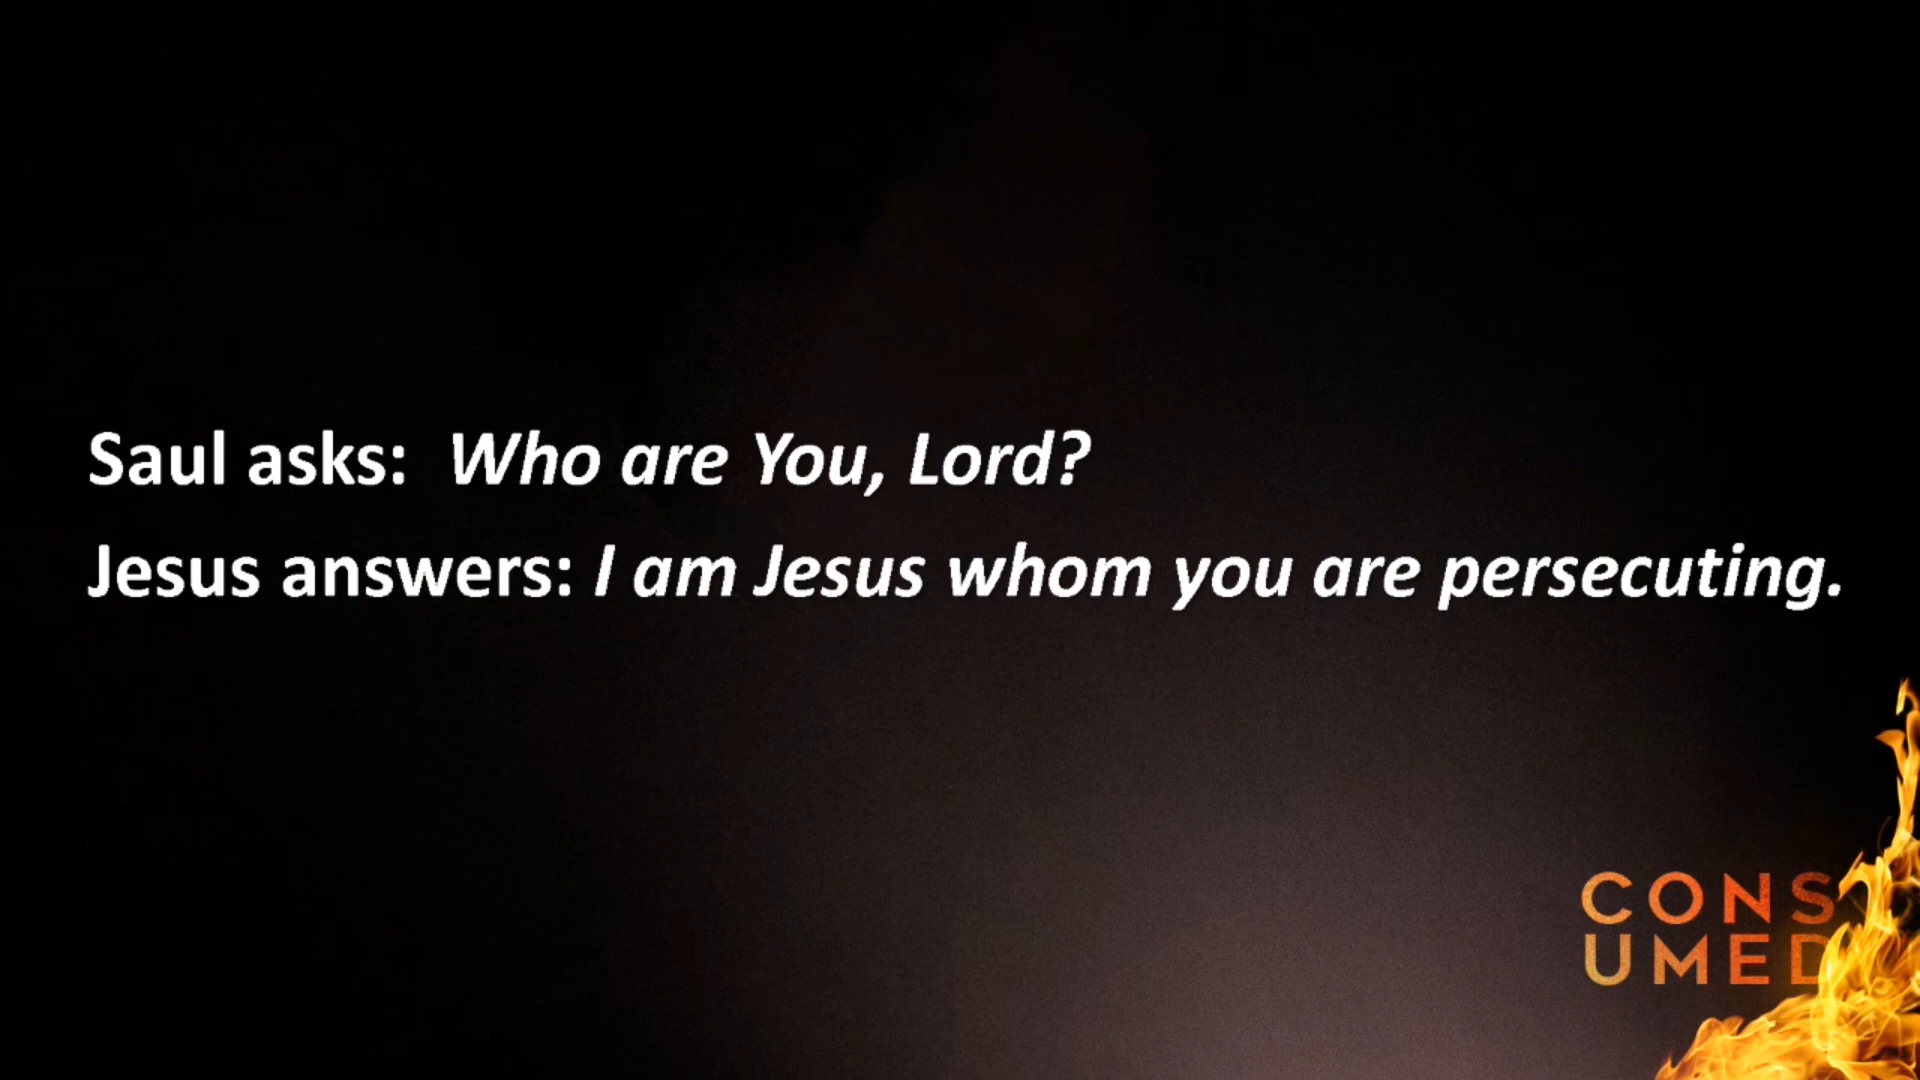 Saul asks:  Who are You, Lord?
Jesus answers: I am Jesus whom you are persecuting.
CONS
UMED